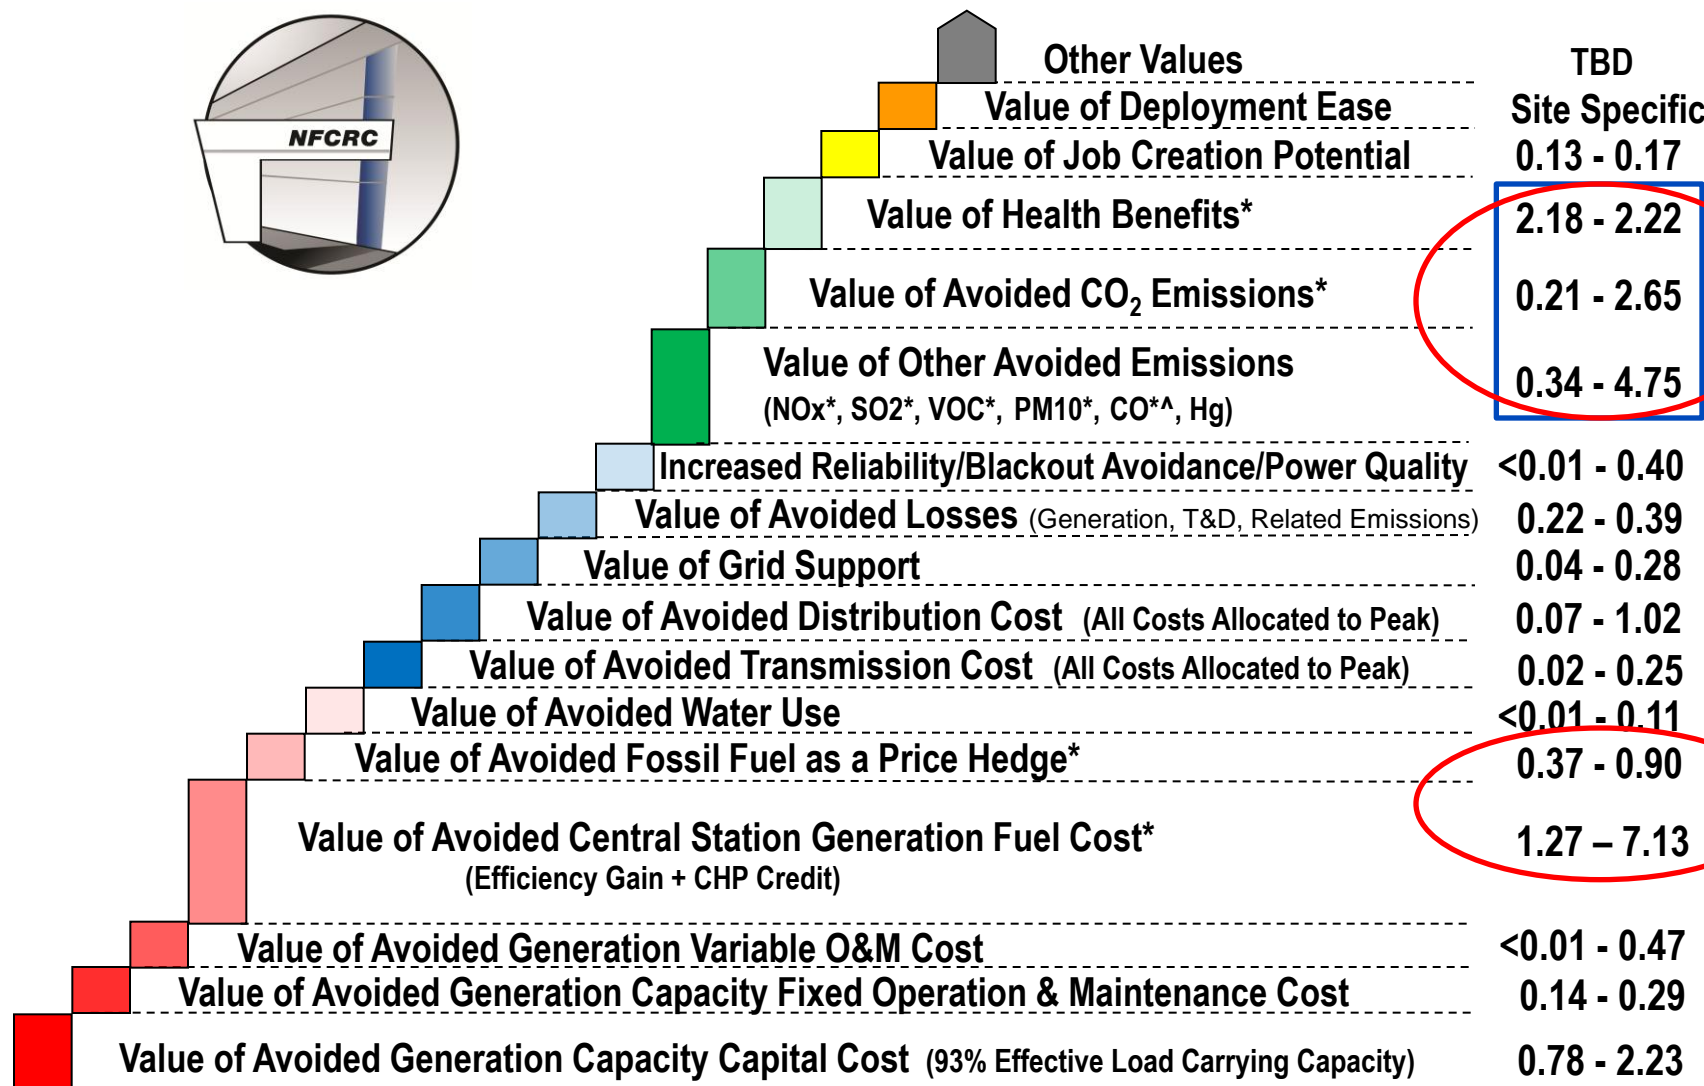 NFCRC
Other Values TBD
Value of Deployment Ease Site Specific
Value of Job Creation Potential 0.13 - 0.17
Value of Health Benefits* 2.18 - 2.22
Value of Avoided CO₂ Emissions* 0.21 - 2.65
Value of Other Avoided Emissions
(NOx*, SO2*, VOC*, PM10*, CO*^, Hg) 0.34 - 4.75
Increased Reliability/Blackout Avoidance/Power Quality <0.01 - 0.40
Value of Avoided Losses (Generation, T&D, Related Emissions) 0.22 - 0.39
Value of Grid Support 0.04 - 0.28
Value of Avoided Distribution Cost (All Costs Allocated to Peak) 0.07 - 1.02
Value of Avoided Transmission Cost (All Costs Allocated to Peak) 0.02 - 0.25
Value of Avoided Water Use <0.01 - 0.11
Value of Avoided Fossil Fuel as a Price Hedge* 0.37 - 0.90
Value of Avoided Central Station Generation Fuel Cost* 1.27 – 7.13
(Efficiency Gain + CHP Credit)
Value of Avoided Generation Variable O&M Cost <0.01 - 0.47
Value of Avoided Generation Capacity Fixed Operation & Maintenance Cost 0.14 - 0.29
Value of Avoided Generation Capacity Capital Cost (93% Effective Load Carrying Capacity) 0.78 - 2.23